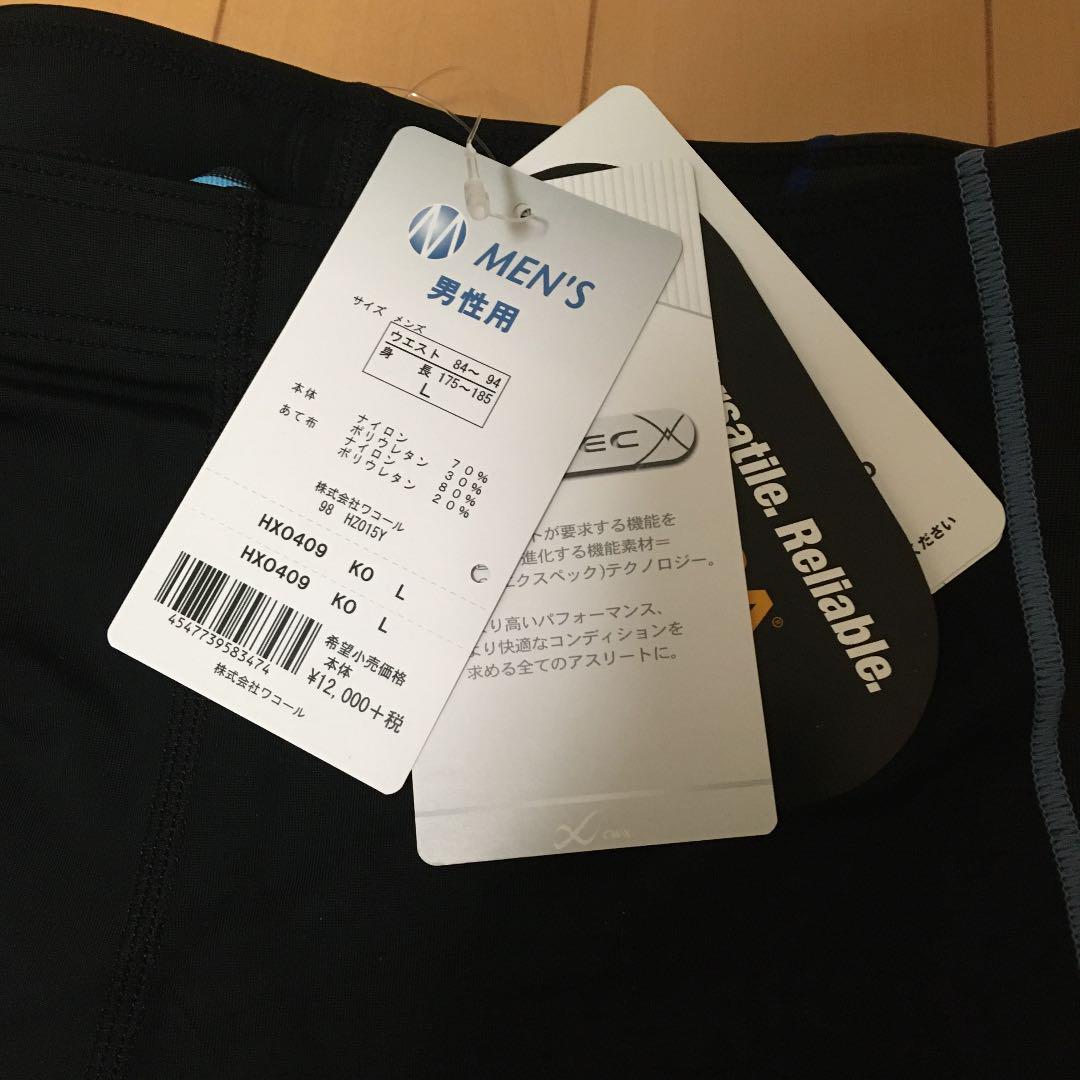 M MEN'S
男性用
サイズ メンズ
ウエスト 84～94
身長 175～185
L
本体 ナイロン 70%
ポリウレタン 30%
あて布 ナイロン 80%
ポリウレタン 20%
株式会社ワコール
98 HZ015Y
HXO409 KO L
HXO409 KO L
4547739583474
希望小売価格
本体
¥12,000+税
株式会社ワコール
EC X
トが要求する機能を
進化する機能素材＝
クスペック)テクノロジー。
り高いパフォーマンス、
より快適なコンディションを
求める全てのアスリートに。
CW-X
satile. Reliable.
A®
ください